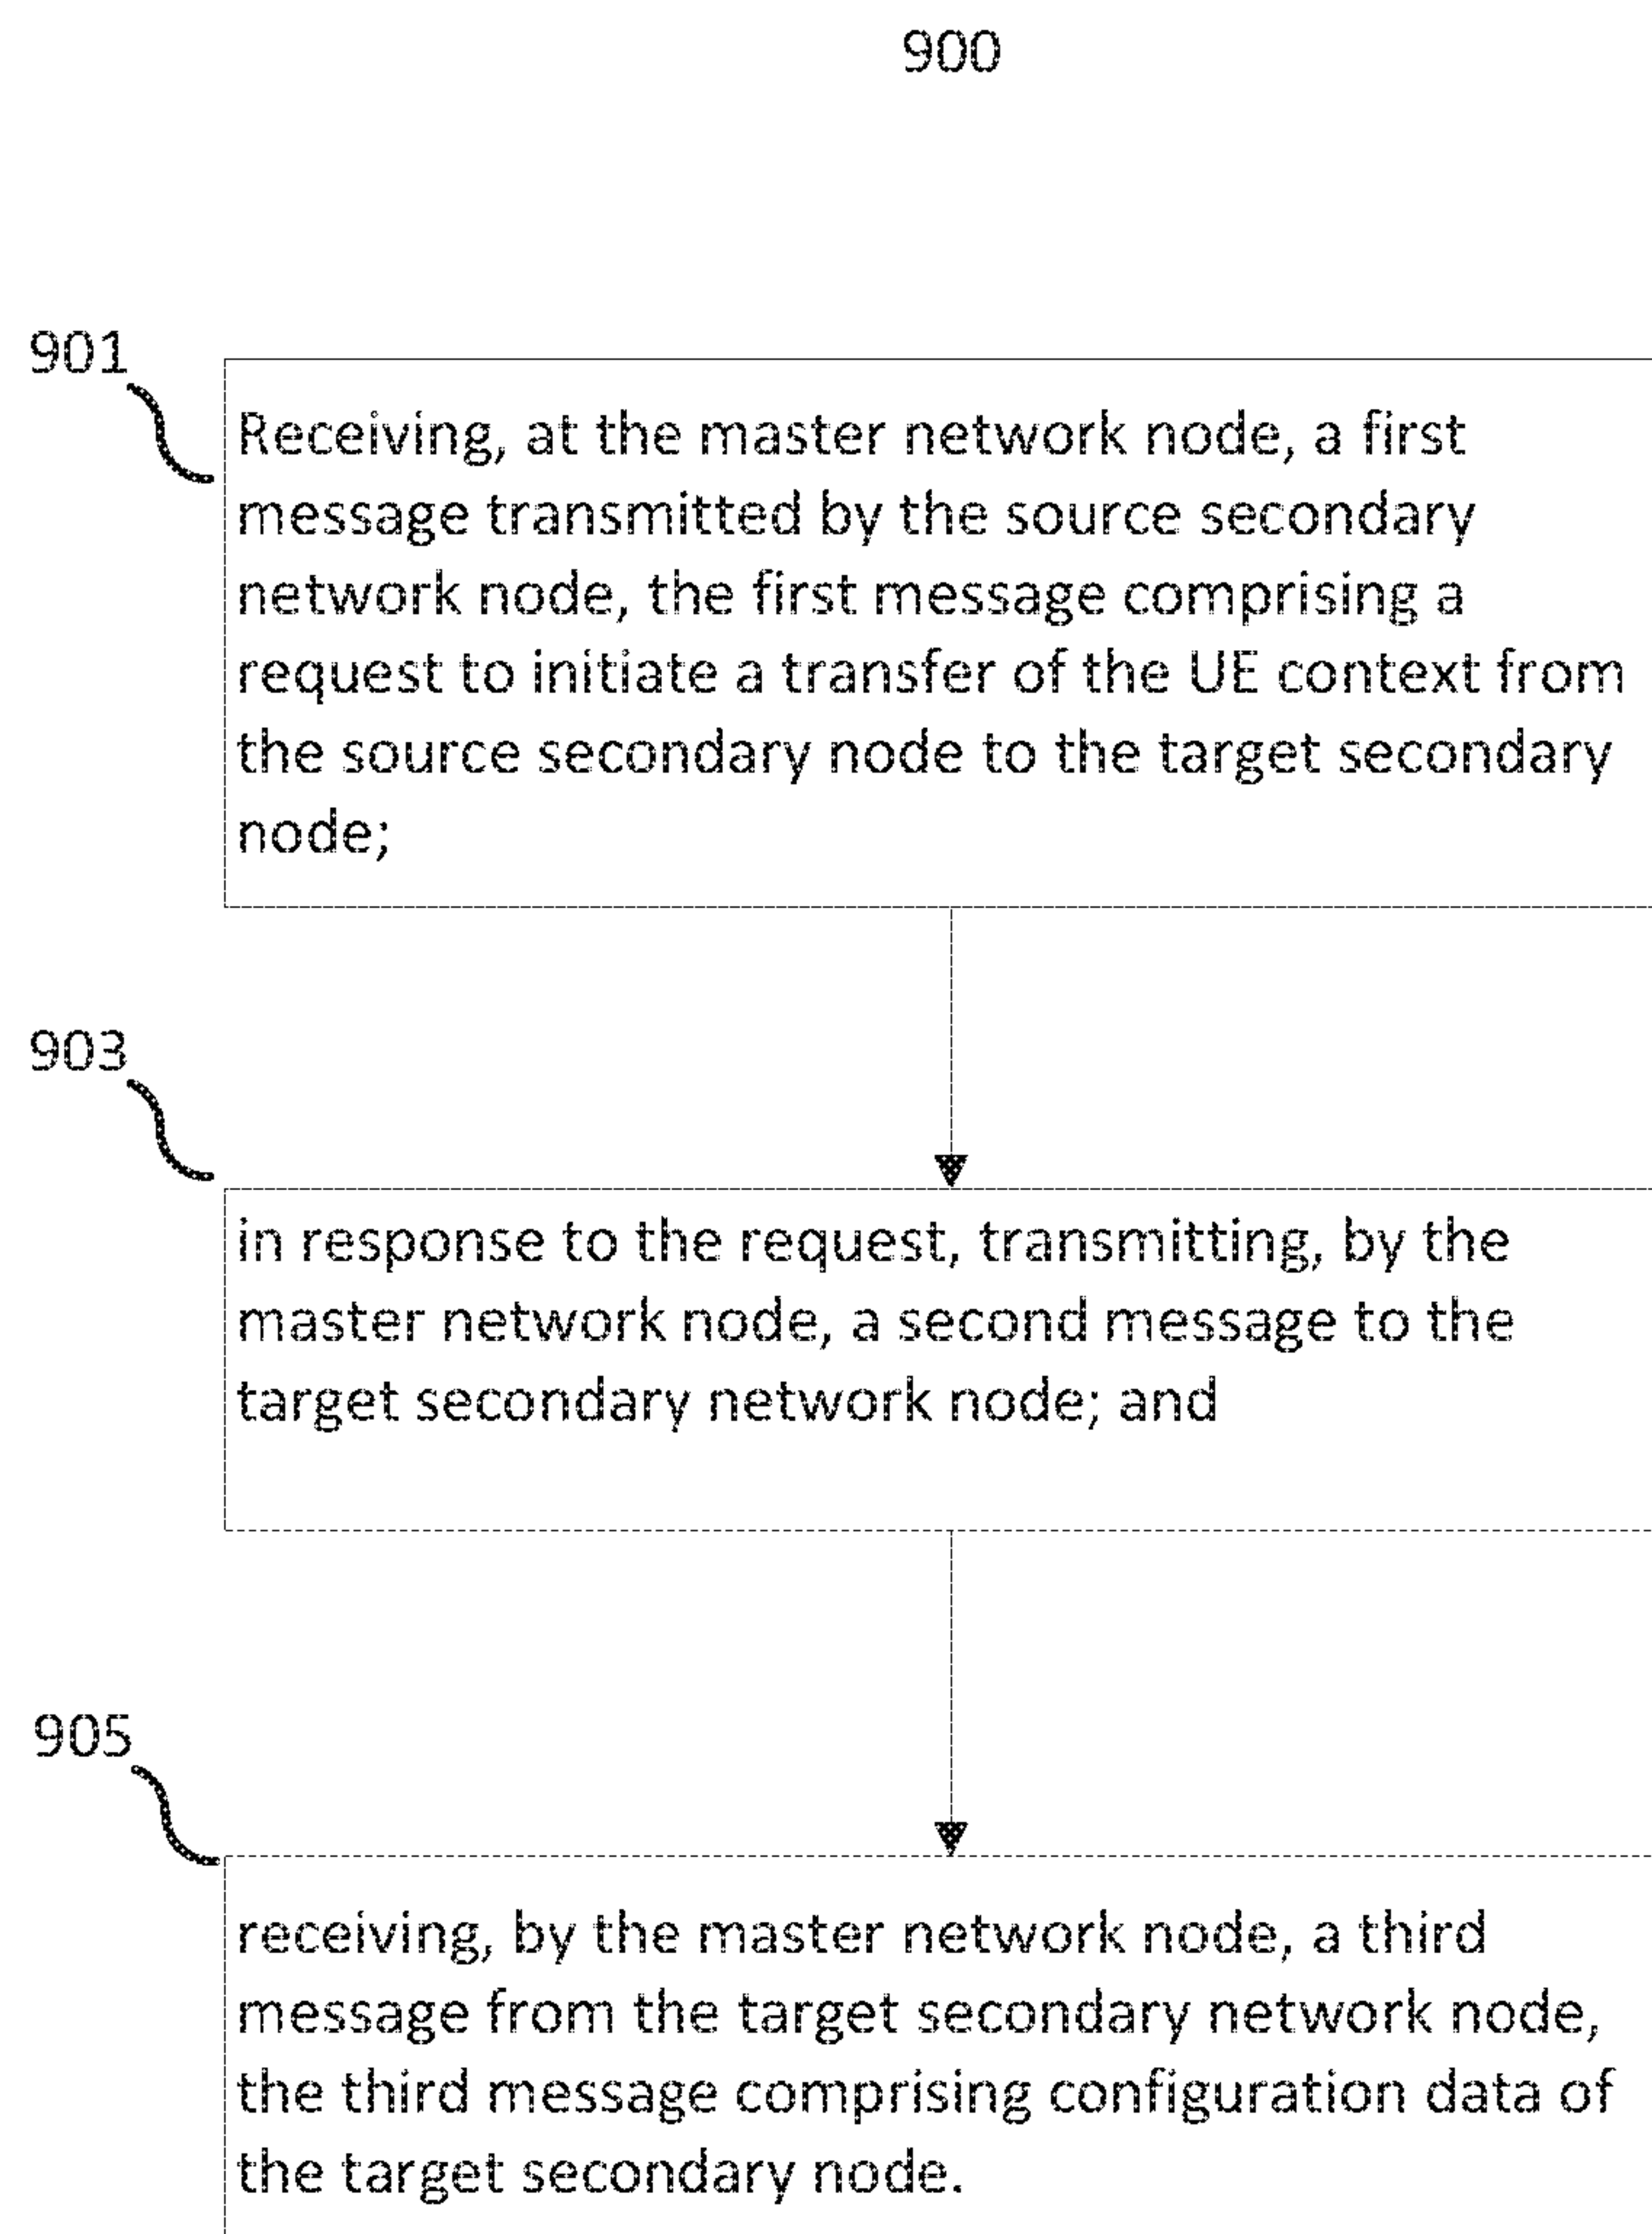 900
901
Receiving, at the master network node, a first
message transmitted by the source secondary
network node, the first message comprising a
request to initiate a transfer of the UE context from
the source secondary node to the target secondary
node;
903
in response to the request, transmitting, by the
master network node, a second message to the
target secondary network node; and
905
receiving, by the master network node, a third
message from the target secondary network node,
the third message comprising configuration data of
the target secondary node.